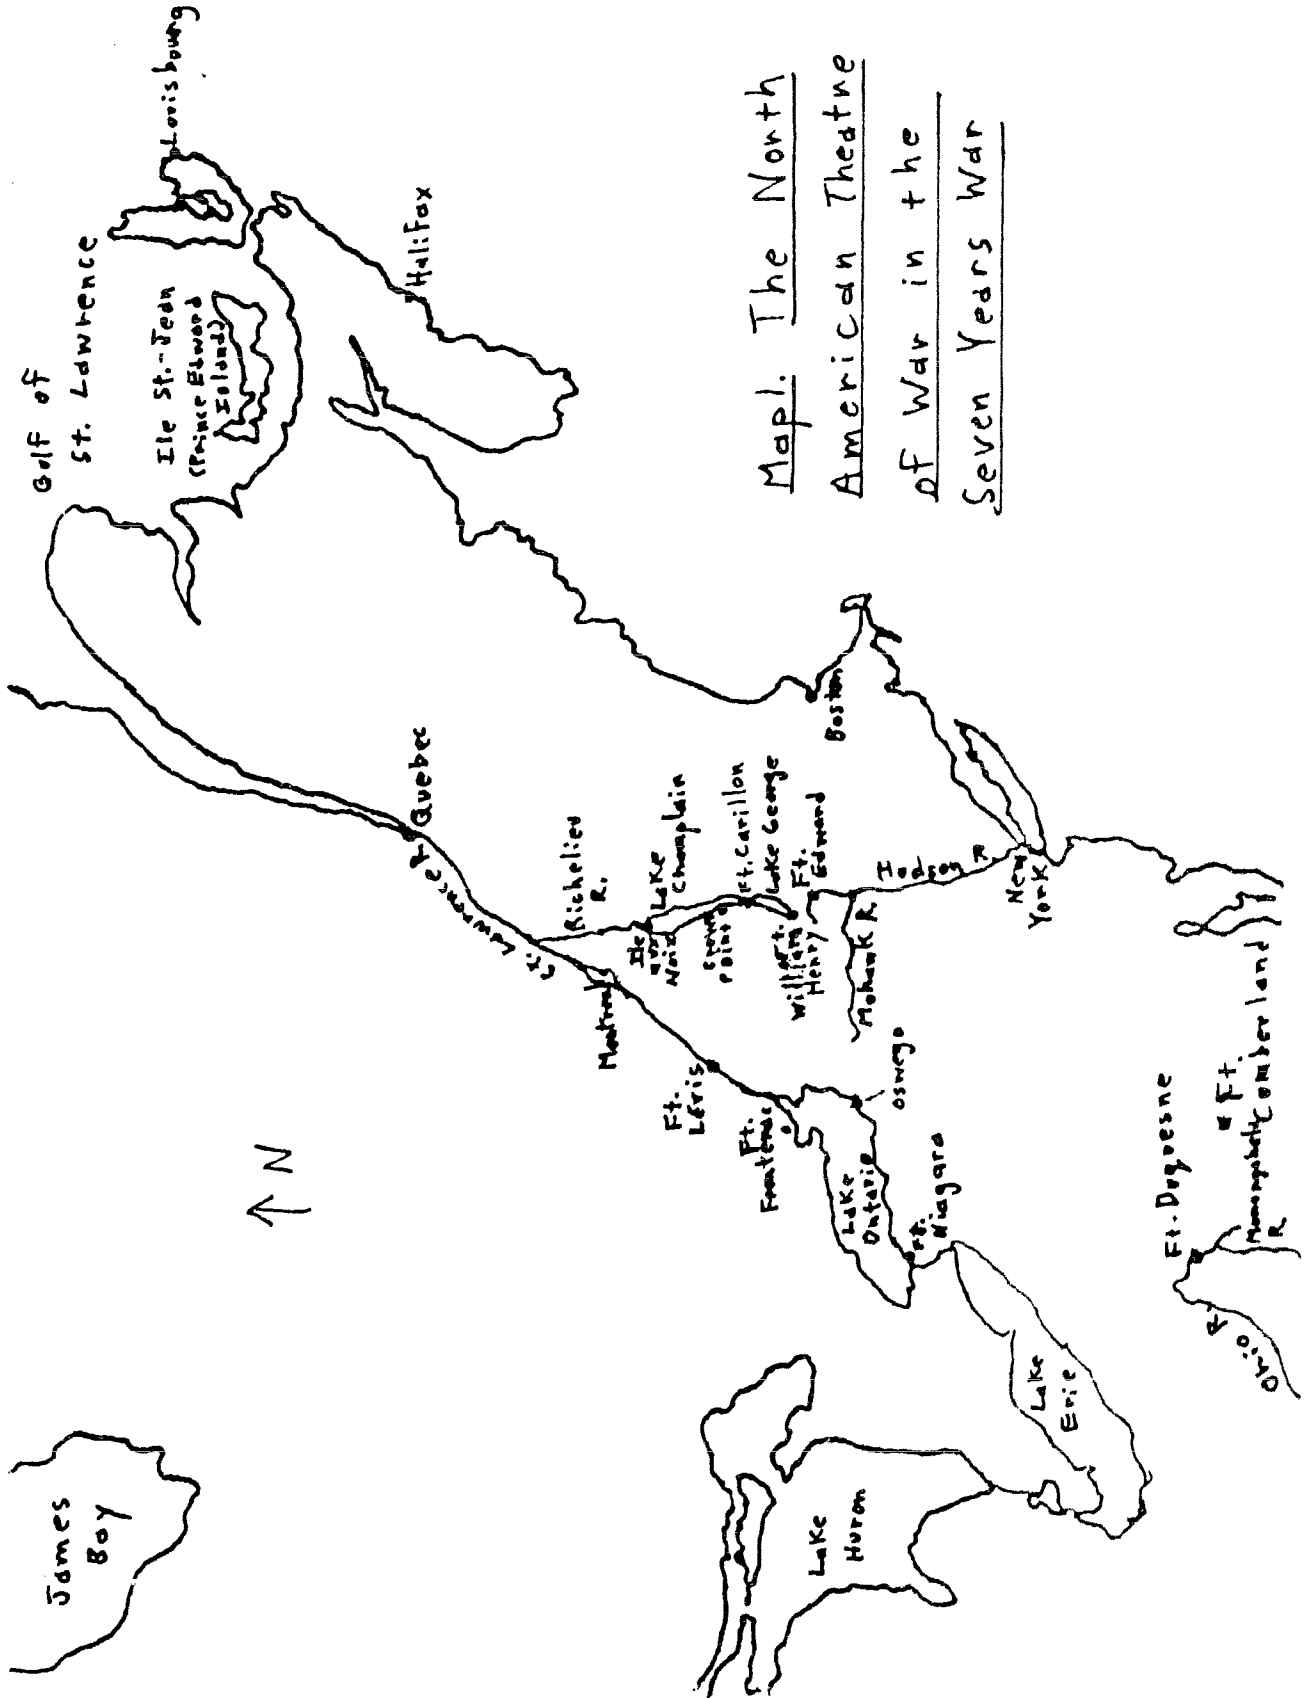 James
Bay
Gulf of
St. Lawrence
Louisbourg
Ile St.-Jean
(Prince Edward
Island)
Halifax
N
Quebec
St. Lawrence R.
Richelieu
R.
Montreal
Ile
aux
Noix
Lake
Champlain
Crown
Point
Ft. Carillon
Lake George
Ft.
William
Henry
Ft.
Edward
Mohawk R.
Hudson R.
Boston
New
York
Ft.
Lévis
Ft.
Frontenac
Oswego
Lake
Ontario
Ft.
Niagara
Lake
Huron
Lake
Erie
Ft. Duquesne
Ft.
Cumberland
Monongahela
R.
Ohio R.
Map 1. The North
American Theatre
of War in the
Seven Years War